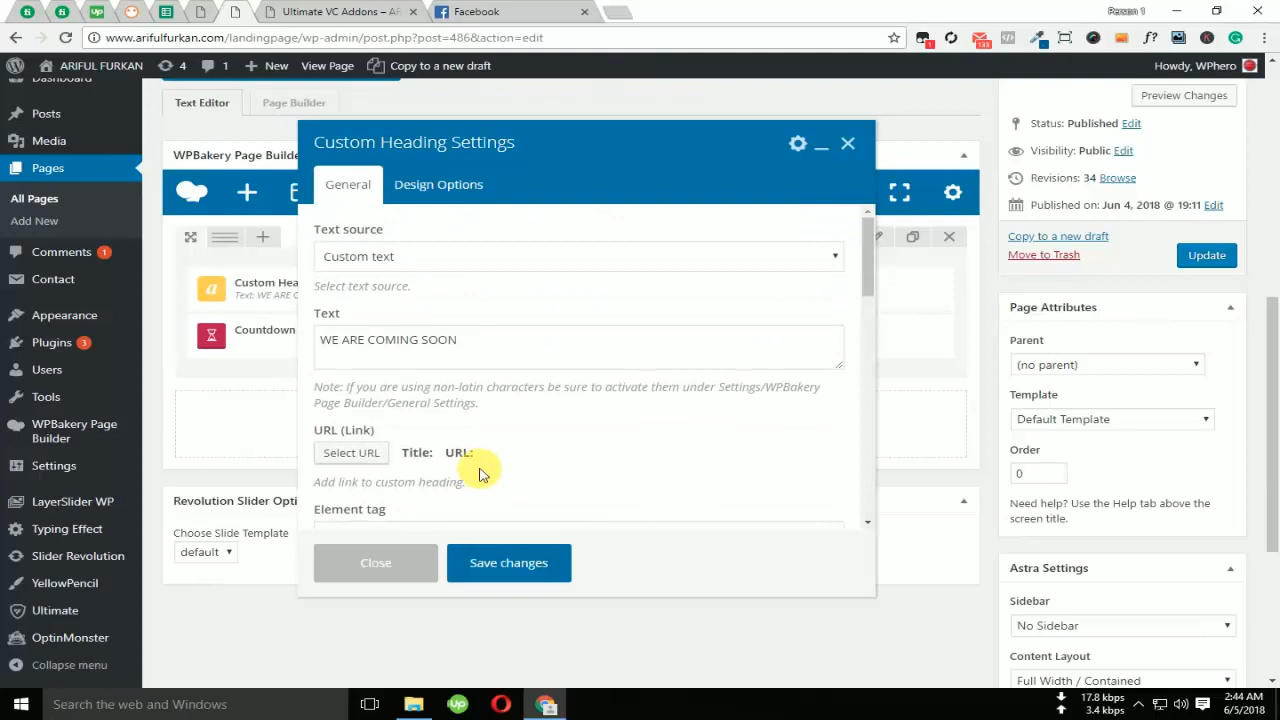 Ultimate VC Addons – AR
Facebook
Person 1
www.arifulfurkan.com/landingpage/wp-admin/post.php?post=486&action=edit
1
133
ARIFUL FURKAN
4
1
New
View Page
Copy to a new draft
Howdy, WPhero
Dashboard
Posts
Media
Pages
All Pages
Add New
Comments 1
Contact
Appearance
Plugins 3
Users
Tools
WPBakery Page
Builder
Settings
LayerSlider WP
Typing Effect
Slider Revolution
YellowPencil
Ultimate
OptinMonster
Collapse menu
Text Editor
Page Builder
WPBakery Page Builde
Custom Hea
Text: WE ARE C
Countdown
Revolution Slider Opti
Choose Slide Template
default
Custom Heading Settings
General
Design Options
Text source
Custom text
Select text source.
Text
WE ARE COMING SOON
Note: If you are using non-latin characters be sure to activate them under Settings/WPBakery
Page Builder/General Settings.
URL (Link)
Select URL
Title:
URL:
Add link to custom heading.
Element tag
Close
Save changes
Preview Changes
Status: Published Edit
Visibility: Public Edit
Revisions: 34 Browse
Published on: Jun 4, 2018 @ 19:11 Edit
Copy to a new draft
Move to Trash
Update
Page Attributes
Parent
(no parent)
Template
Default Template
Order
0
Need help? Use the Help tab above the
screen title.
Astra Settings
Sidebar
No Sidebar
Content Layout
Full Width / Contained
Search the web and Windows
17.8 kbps
3.4 kbps
2:44 AM
6/5/2018